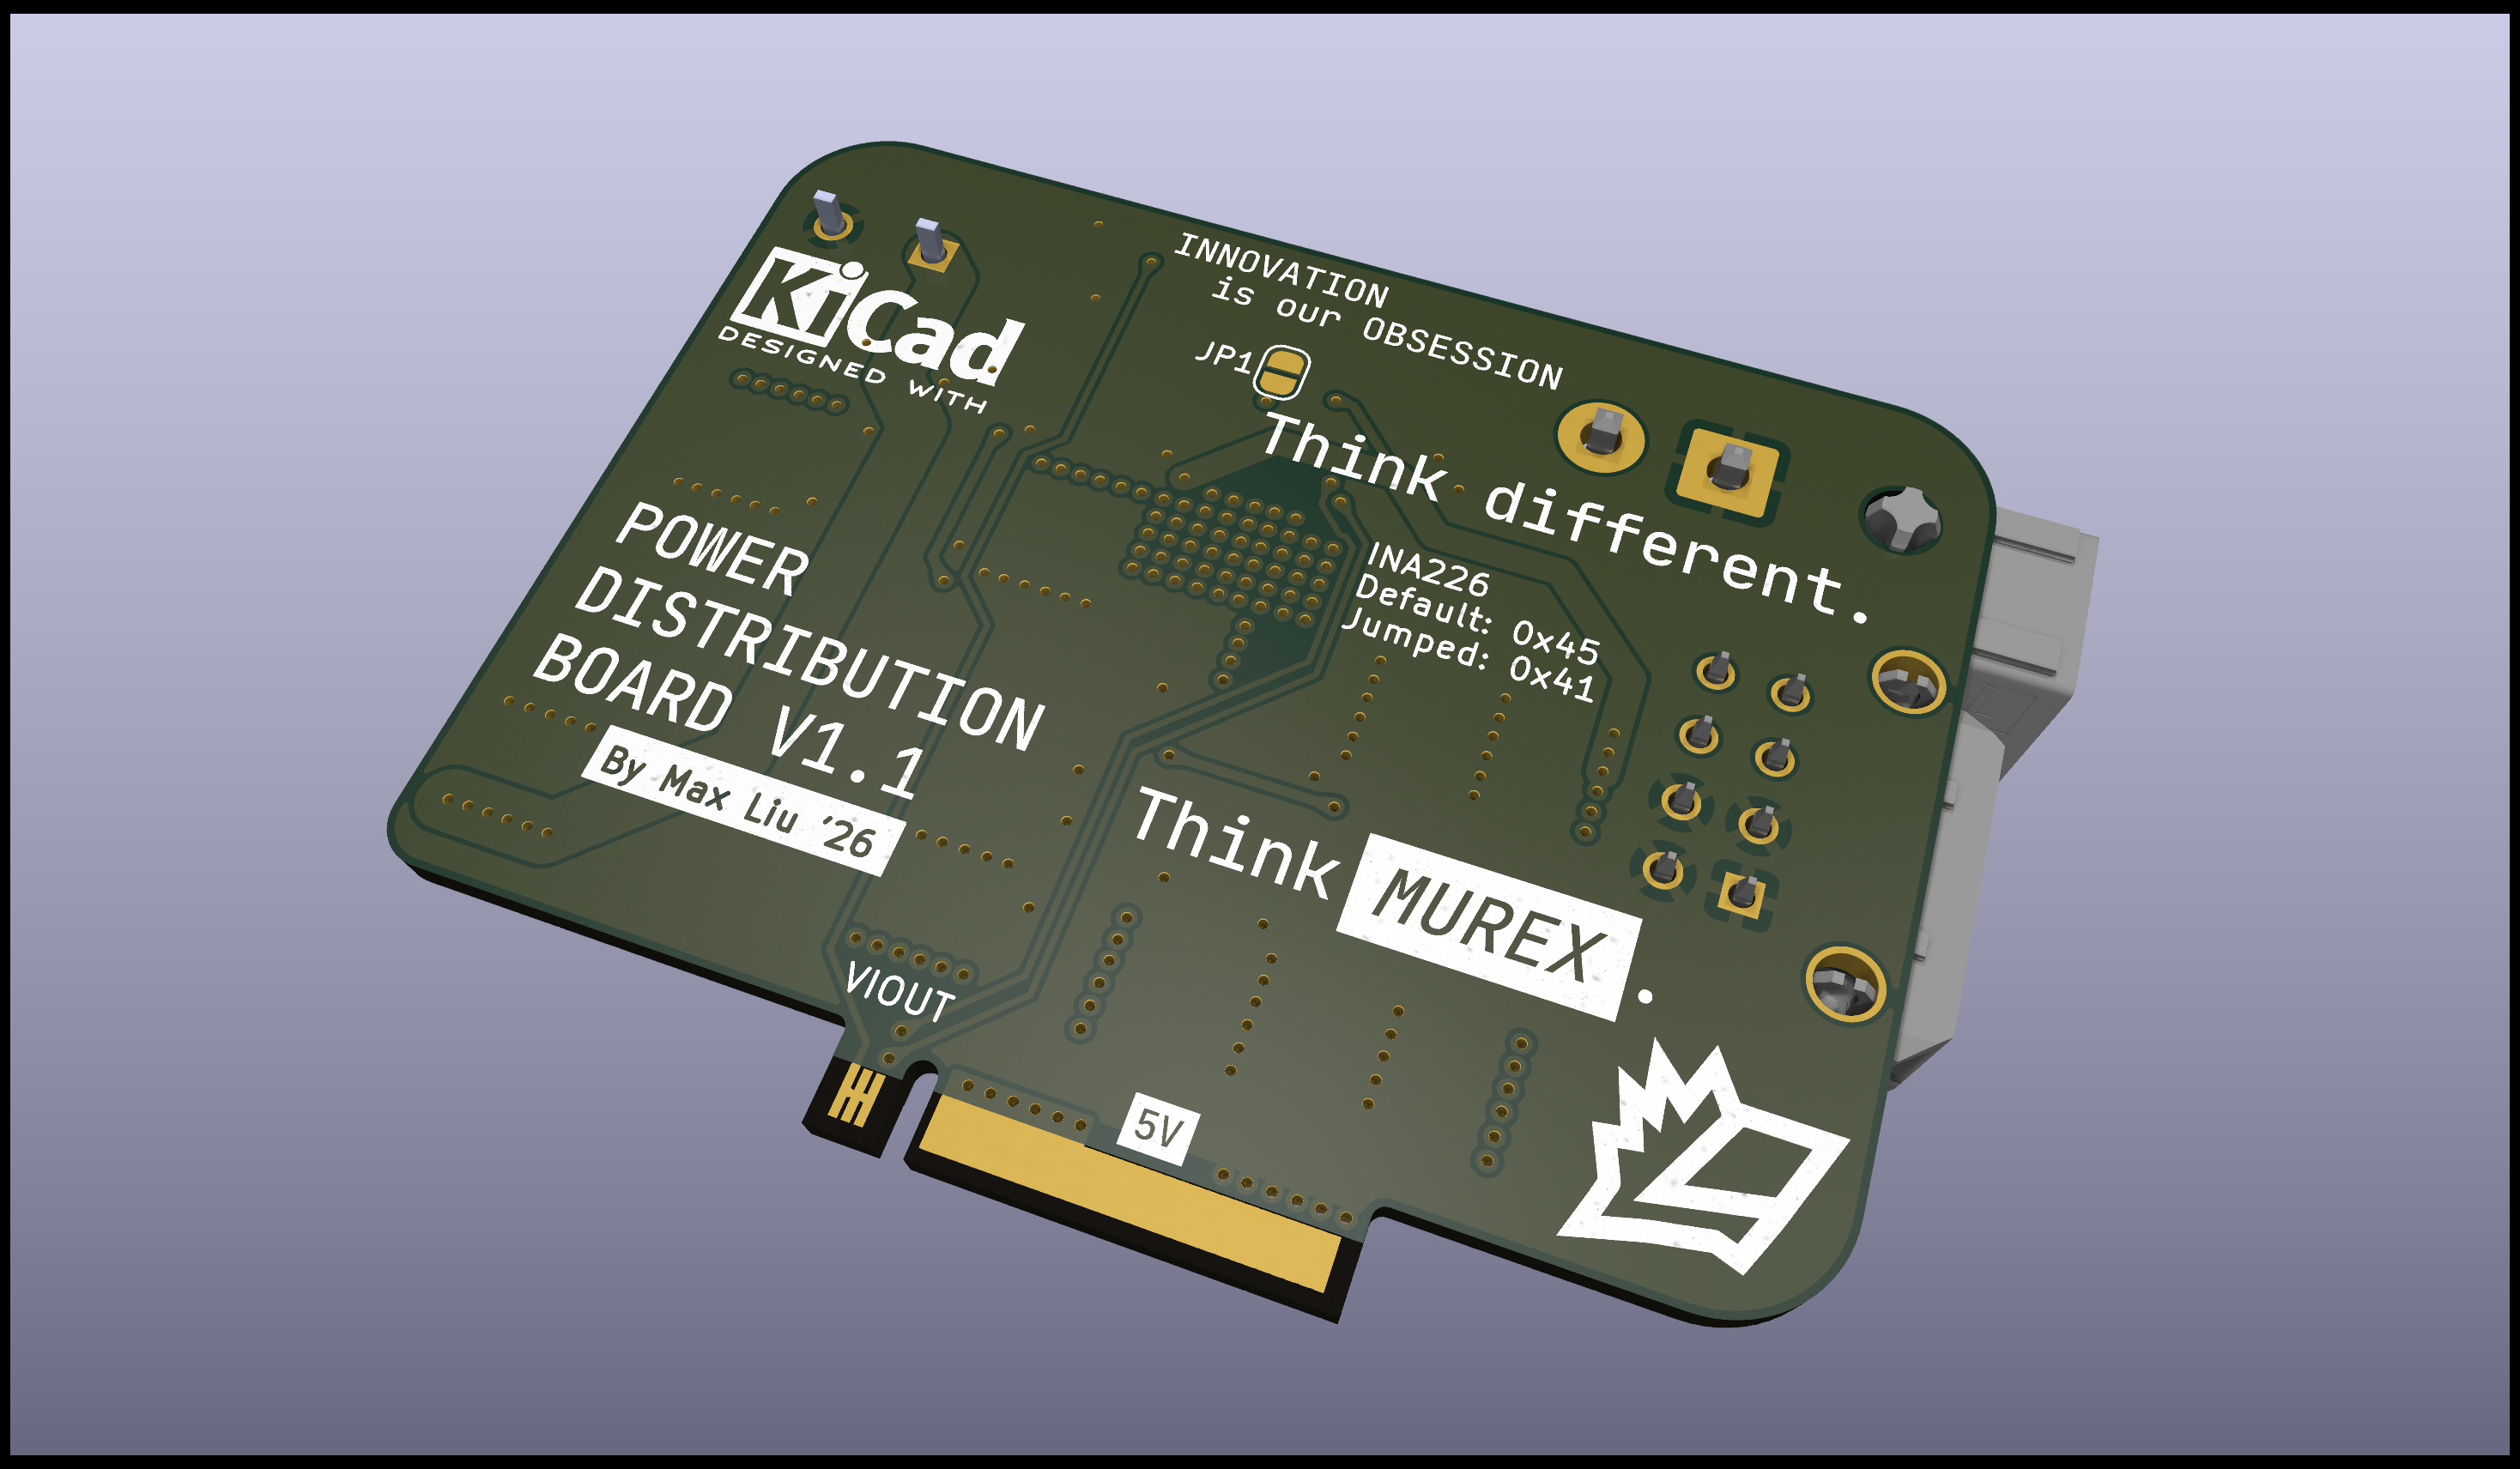 INNOVATION
is our OBSESSION
KiCad
DESIGNED WITH
JP1
Think different.
INA226
Default: 0x45
Jumped: 0x41
POWER
DISTRIBUTION
BOARD V1.1
By Max Liu '26
Think MUREX.
VIOUT
5V